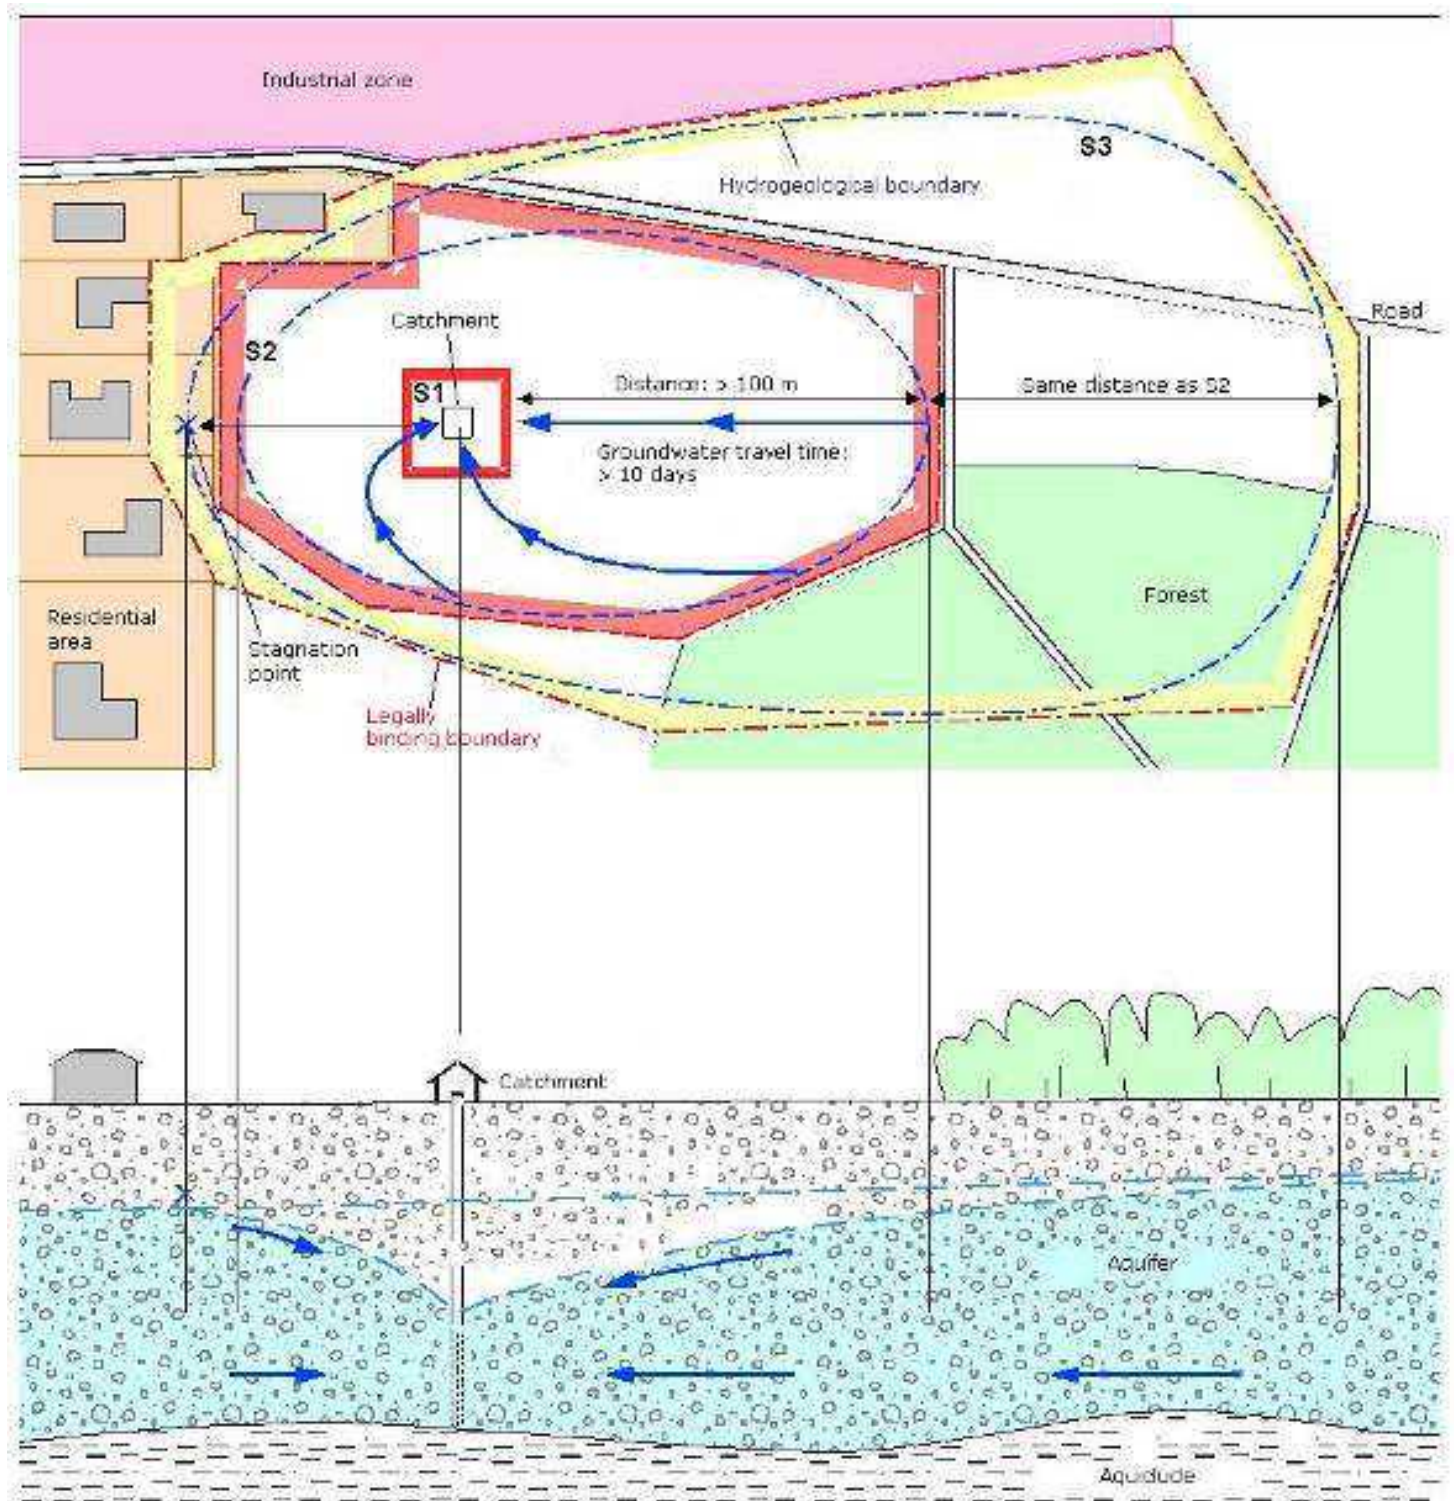 Industrial zone
S3
Hydrogeological boundary
Road
Catchment
S2
S1
Distance: > 100 m
Same distance as S2
Groundwater travel time:
> 10 days
Forest
Residential
area
Stagnation
point
Legally
binding boundary
Catchment
Aquifer
Aquidude